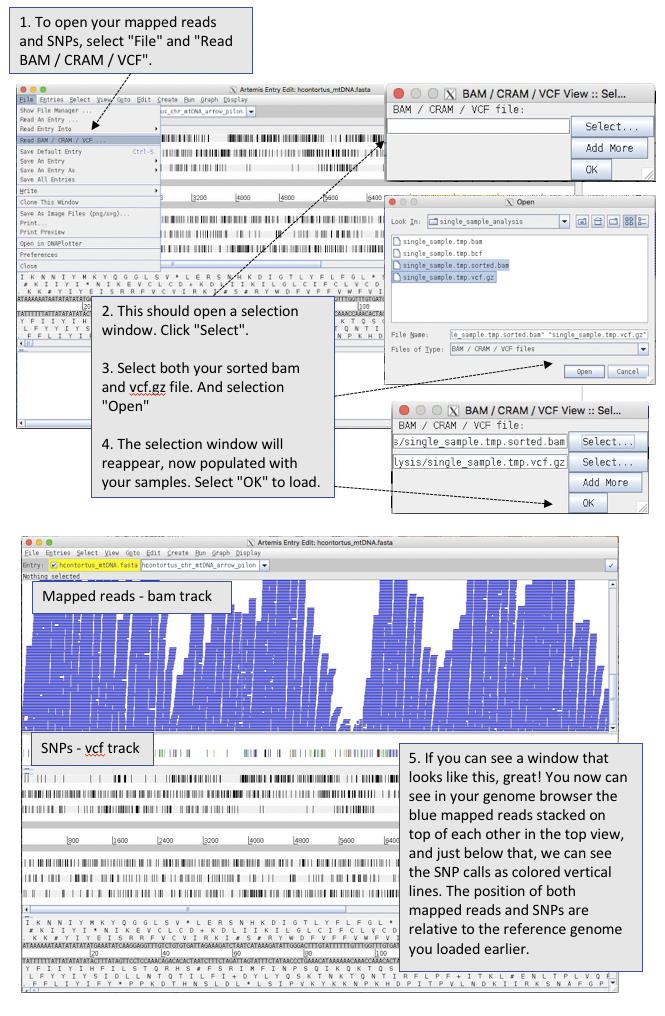 1. To open your mapped reads
and SNPs, select "File" and "Read
BAM / CRAM / VCF".
Artemis Entry Edit: hcontortus_mtDNA.fasta
File Entries Select View Goto Edit Create Run Graph Display
Show File Manager ...
Read An Entry ...
Read Entry Into
Read BAM / CRAM / VCF ...
Save Default Entry Ctrl-S
Save An Entry
Save An Entry As
Save All Entries
Write
Clone This Window
Save As Image Files (png/svg)...
Print...
Print Preview
Open in DNAPlotter
Preferences
Close
us_chr_mtDNA_arrow_pilon
3200 4000 4800 5600 6400
BAM / CRAM / VCF View :: Sel...
BAM / CRAM / VCF file:
Select...
Add More
OK
Open
Look In: single_sample_analysis
single_sample.tmp.bam
single_sample.tmp.bcf
single_sample.tmp.sorted.bam
single_sample.tmp.vcf.gz
File Name: le_sample.tmp.sorted.bam" "single_sample.tmp.vcf.gz"
Files of Type: BAM / CRAM / VCF files
Open Cancel
2. This should open a selection
window. Click "Select".
3. Select both your sorted bam
and vcf.gz file. And selection
"Open"
4. The selection window will
reappear, now populated with
your samples. Select "OK" to load.
BAM / CRAM / VCF View :: Sel...
BAM / CRAM / VCF file:
s/single_sample.tmp.sorted.bam Select...
lysis/single_sample.tmp.vcf.gz Select...
Add More
OK
Artemis Entry Edit: hcontortus_mtDNA.fasta
File Entries Select View Goto Edit Create Run Graph Display
Entry: hcontortus_mtDNA.fasta hcontortus_chr_mtDNA_arrow_pilon
Nothing selected
Mapped reads - bam track
SNPs - vcf track
5. If you can see a window that
looks like this, great! You now can
see in your genome browser the
blue mapped reads stacked on
top of each other in the top view,
and just below that, we can see
the SNP calls as colored vertical
lines. The position of both
mapped reads and SNPs are
relative to the reference genome
you loaded earlier.
800 1600 2400 3200 4000 4800 5600 6400
20 40 60 80 100